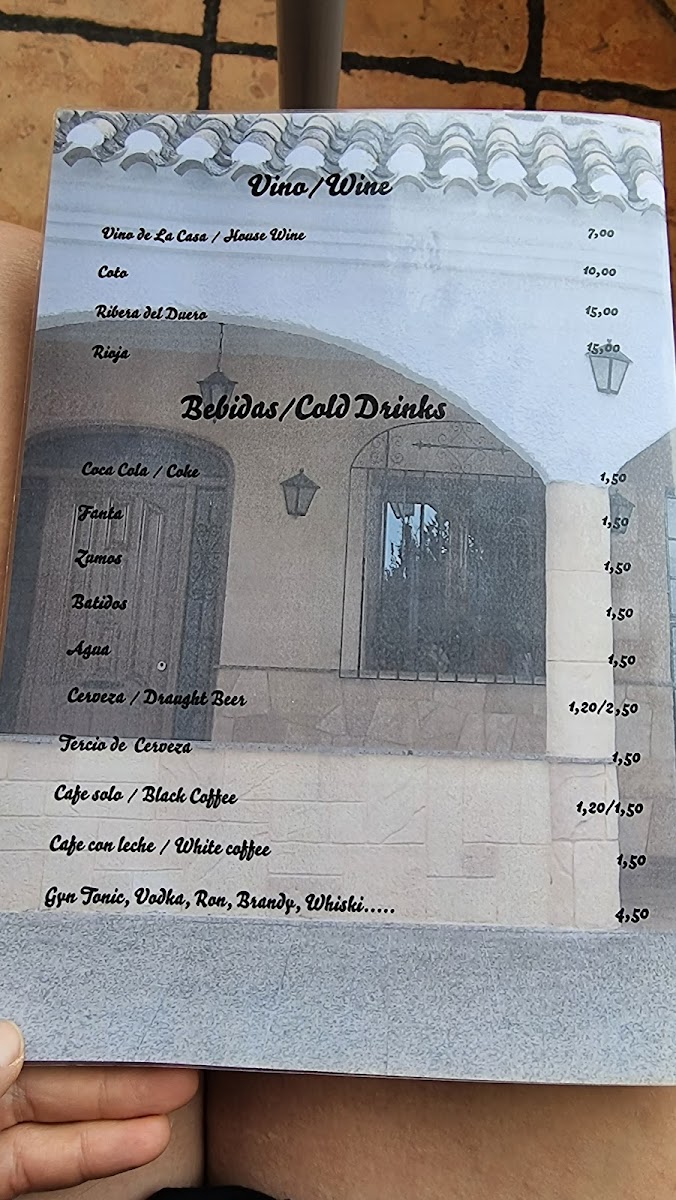 Vino / Wine
Vino de La Casa / House Wine 7,00
Coto 10,00
Ribera del Duero 15,00
Rioja 15,00
Bebidas/Cold Drinks
Coca Cola / Coke 1,50
Fanta 1,50
Zumos 1,50
Batidos 1,50
Agua 1,50
Cerveza / Draught Beer 1,20/2,50
Tercio de Cerveza 1,50
Cafe solo / Black Coffee 1,20/1,50
Cafe con leche / White coffee 1,50
Gyn Tonic, Vodka, Ron, Brandy, Whiski..... 4,50